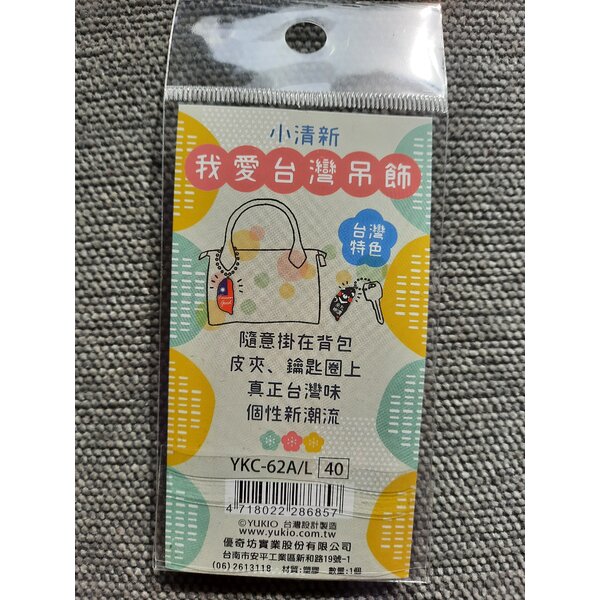 小清新
我愛台灣吊飾
台灣
特色
隨意掛在背包
皮夾、鑰匙圈上
真正台灣味
個性新潮流
YKC-62A/L 40
4 718022 286857
©YUKIO 台灣設計製造
www.yukio.com.tw
優奇坊實業股份有限公司
台南市安平工業區新和路19號-1
(06)2613118 材質:塑膠 數量:1個